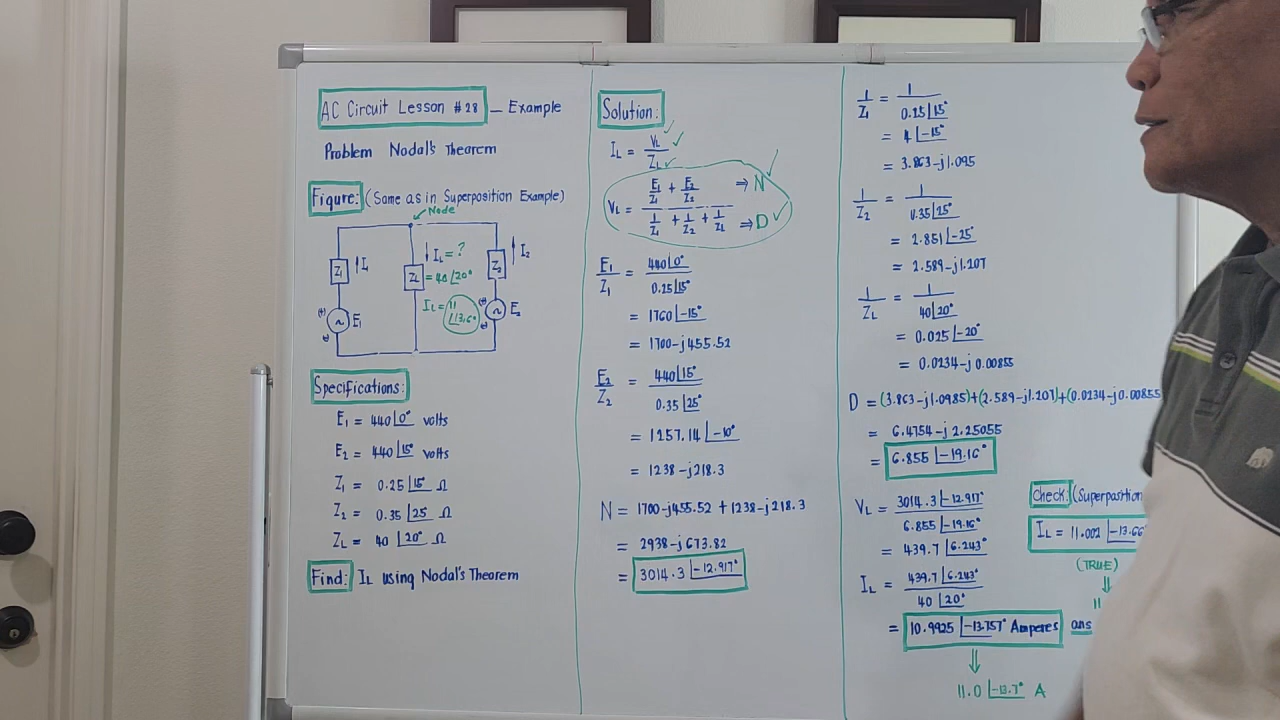 AC Circuit Lesson #28 — Example
Problem Nodal's Theorem
Figure: (Same as in Superposition Example)
Node
Z1
↑ I1
ZL
↓ IL = ?
= 40 ∠20°
IL = 11 ∠13.6°
Z2
↑ I2
(+)
~
E1
(+)
~
E2
Specifications:
E1 = 440∠0° volts
E2 = 440∠15° volts
Z1 = 0.25∠15° Ω
Z2 = 0.35∠25 Ω
ZL = 40∠20° Ω
Find: IL using Nodal's Theorem
Solution:
IL = VL / ZL
VL = (E1/Z1 + E2/Z2) / (1/Z1 + 1/Z2 + 1/ZL)
⇒ N
⇒ D
E1/Z1 = 440∠0° / 0.25∠15°
= 1760∠-15°
= 1700-j455.52
E2/Z2 = 440∠15° / 0.35∠25°
= 1257.14∠-10°
= 1238-j218.3
N = 1700-j455.52 + 1238-j218.3
= 2938-j673.82
= 3014.3∠-12.917°
1/Z1 = 1 / 0.25∠15°
= 4∠-15°
= 3.863-j1.095
1/Z2 = 1 / 0.35∠25°
= 2.851∠-25°
= 2.589-j1.207
1/ZL = 1 / 40∠20°
= 0.025∠-20°
= 0.0234-j0.00855
D = (3.863-j1.0985)+(2.589-j1.207)+(0.0234-j0.00855
= 6.4754-j2.25055
= 6.855∠-19.16°
VL = 3014.3∠-12.917° / 6.855∠-19.16°
= 439.7∠6.243°
IL = 439.7∠6.243° / 40∠20°
= 10.9925∠-13.757° Amperes ans
⇓
11.0∠-13.7° A
Check: (Superposition
IL = 11.002∠-13.66
(TRUE)
⇓
11